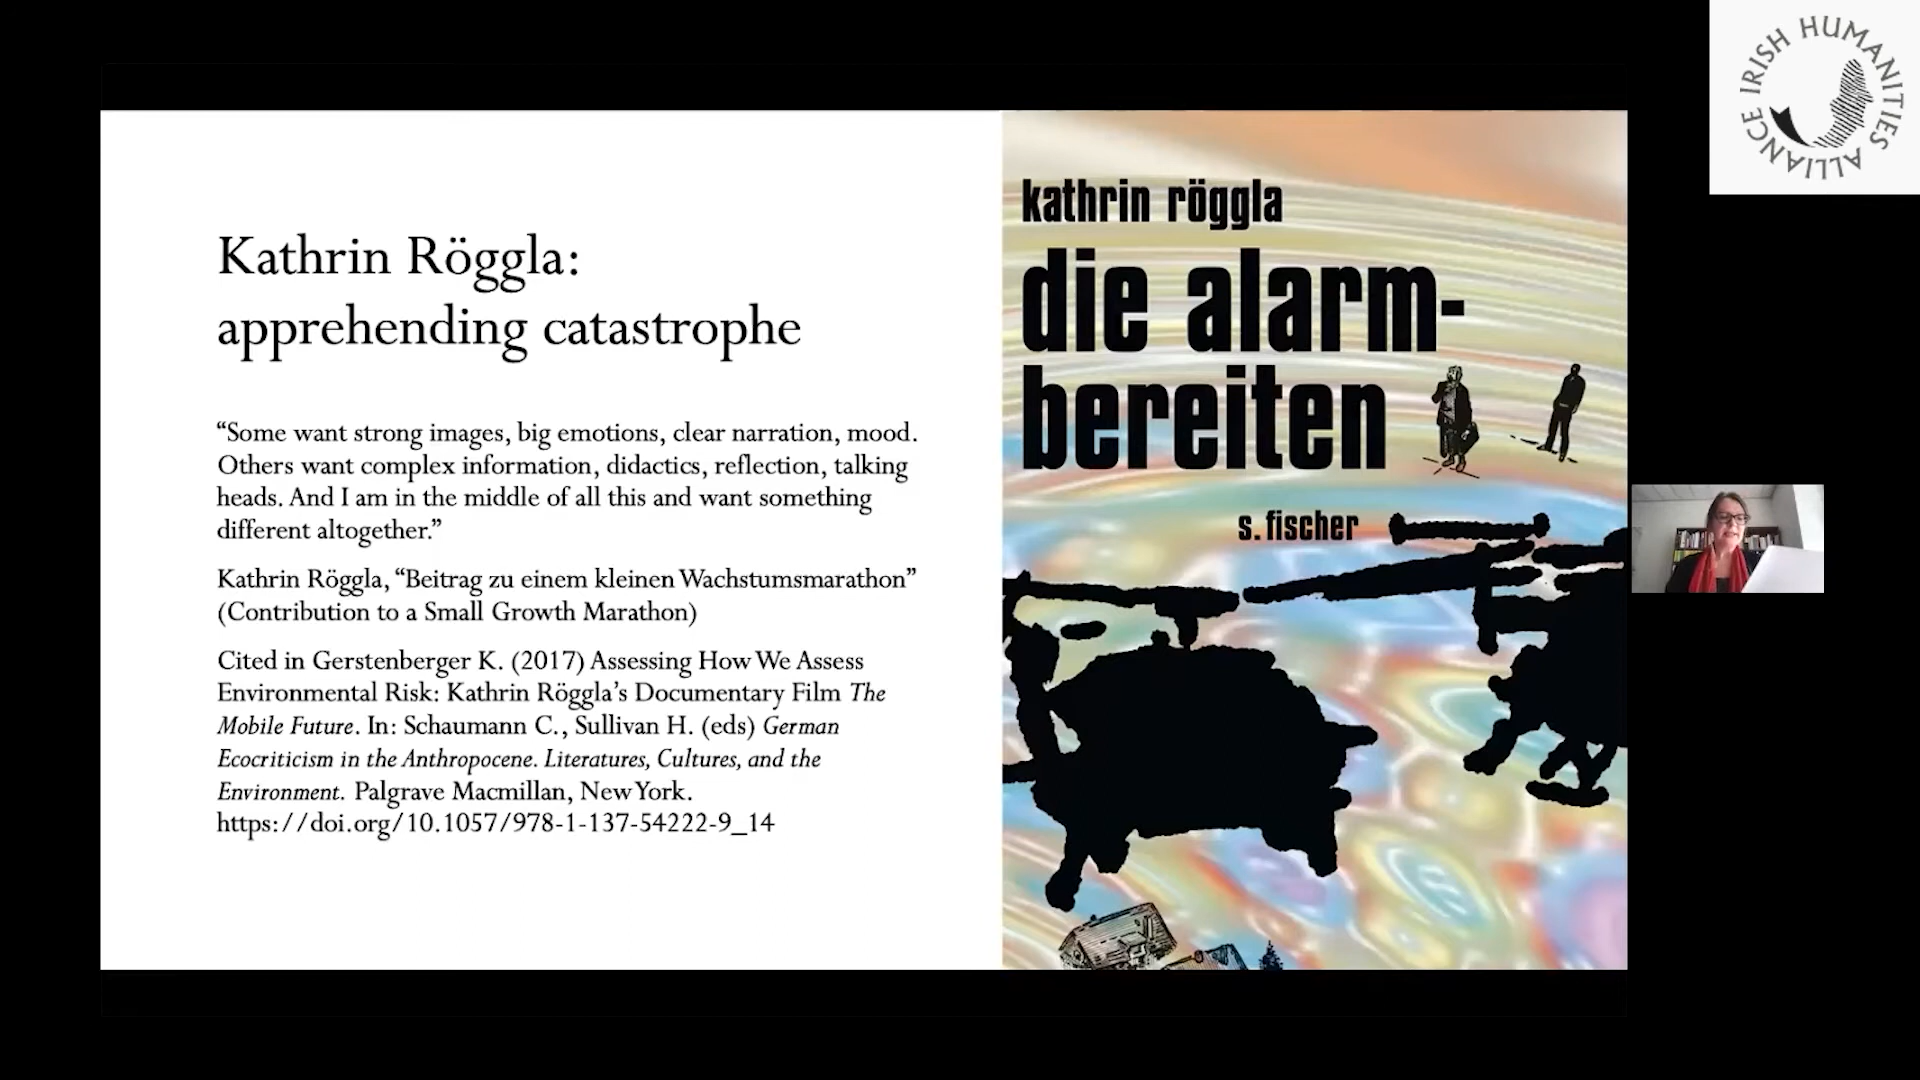 Kathrin Röggla:
apprehending catastrophe
“Some want strong images, big emotions, clear narration, mood.
Others want complex information, didactics, reflection, talking
heads. And I am in the middle of all this and want something
different altogether.”
Kathrin Röggla, “Beitrag zu einem kleinen Wachstumsmarathon”
(Contribution to a Small Growth Marathon)
Cited in Gerstenberger K. (2017) Assessing How We Assess
Environmental Risk: Kathrin Röggla’s Documentary Film The
Mobile Future. In: Schaumann C., Sullivan H. (eds) German
Ecocriticism in the Anthropocene. Literatures, Cultures, and the
Environment. Palgrave Macmillan, New York.
https://doi.org/10.1057/978-1-137-54222-9_14
kathrin röggla
die alarm-
bereiten
s. fischer
IRISH HUMANITIES ALLIANCE